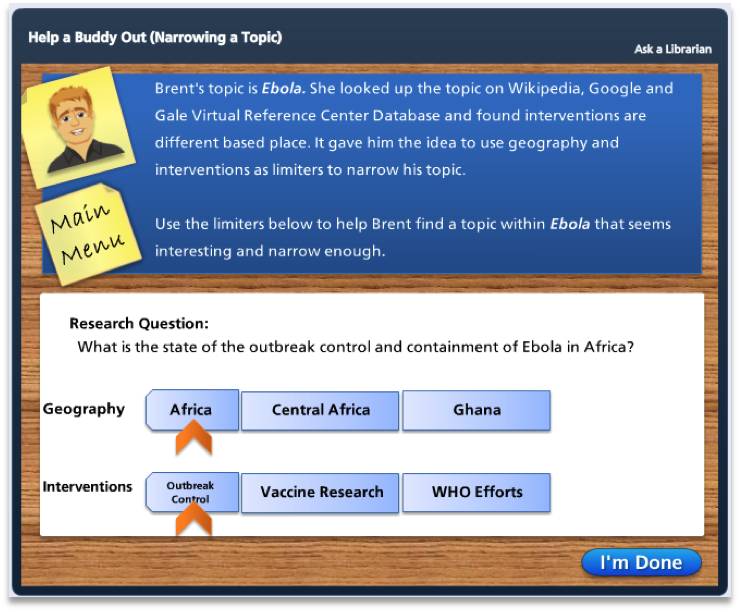 Help a Buddy Out (Narrowing a Topic)
Ask a Librarian
Brent's topic is Ebola. She looked up the topic on Wikipedia, Google and
Gale Virtual Reference Center Database and found interventions are
different based place. It gave him the idea to use geography and
interventions as limiters to narrow his topic.
Main
Menu
Use the limiters below to help Brent find a topic within Ebola that seems
interesting and narrow enough.
Research Question:
What is the state of the outbreak control and containment of Ebola in Africa?
Geography Africa Central Africa Ghana
Interventions Outbreak Control Vaccine Research WHO Efforts
I'm Done